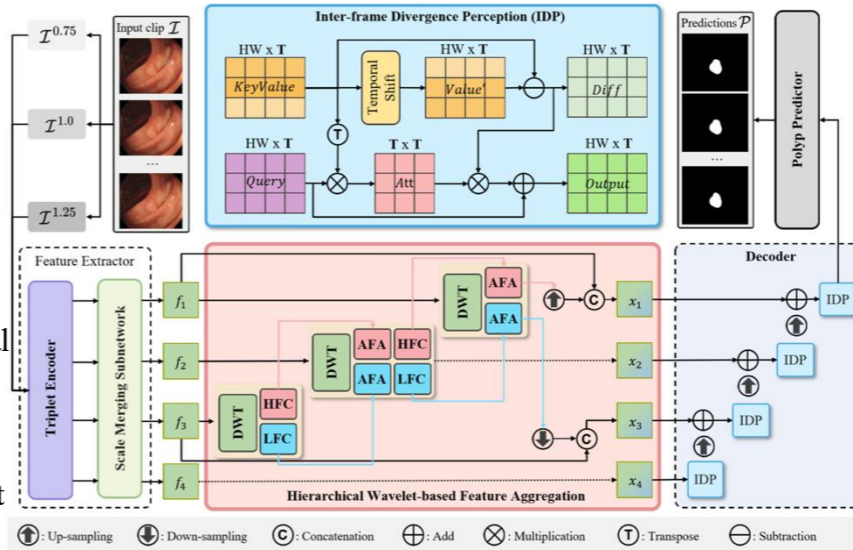 Inter-frame Divergence Perception (IDP)
Input clip I
I^0.75
I^1.0
I^1.25
...
HW x T
KeyValue
Temporal Shift
HW x T
Value'
HW x T
Diff
T
HW x T
Query
T x T
Att
HW x T
Output
Predictions P
...
Polyp Predictor
Feature Extractor
Triplet Encoder
Scale Merging Subnetwork
f1
f2
f3
f4
DWT
HFC
LFC
DWT
AFA
HFC
AFA
LFC
DWT
AFA
AFA
C
C
x1
x2
x3
x4
Hierarchical Wavelet-based Feature Aggregation
Decoder
IDP
IDP
IDP
IDP
al
t
: Up-sampling : Down-sampling C : Concatenation : Add : Multiplication T : Transpose : Subtraction